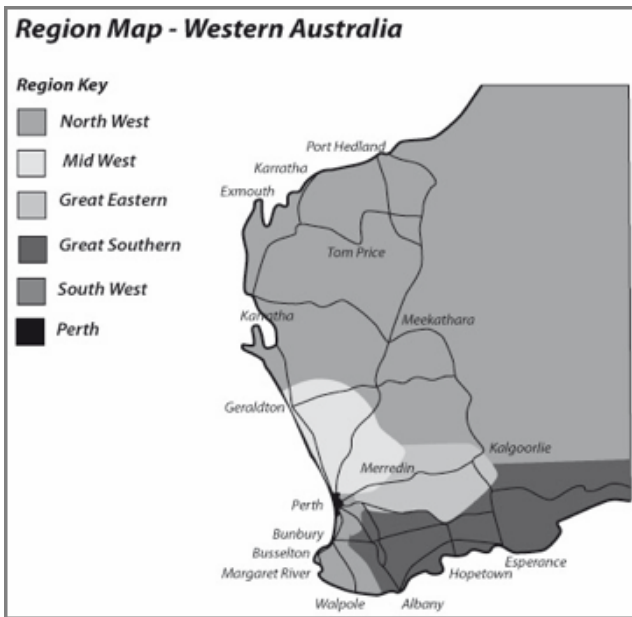 Region Map - Western Australia
Region Key
North West
Mid West
Great Eastern
Great Southern
South West
Perth
Port Hedland
Karratha
Exmouth
Tom Price
Karratha
Meekathara
Geraldton
Kalgoorlie
Merredin
Perth
Bunbury
Busselton
Margaret River
Esperance
Hopetown
Walpole
Albany